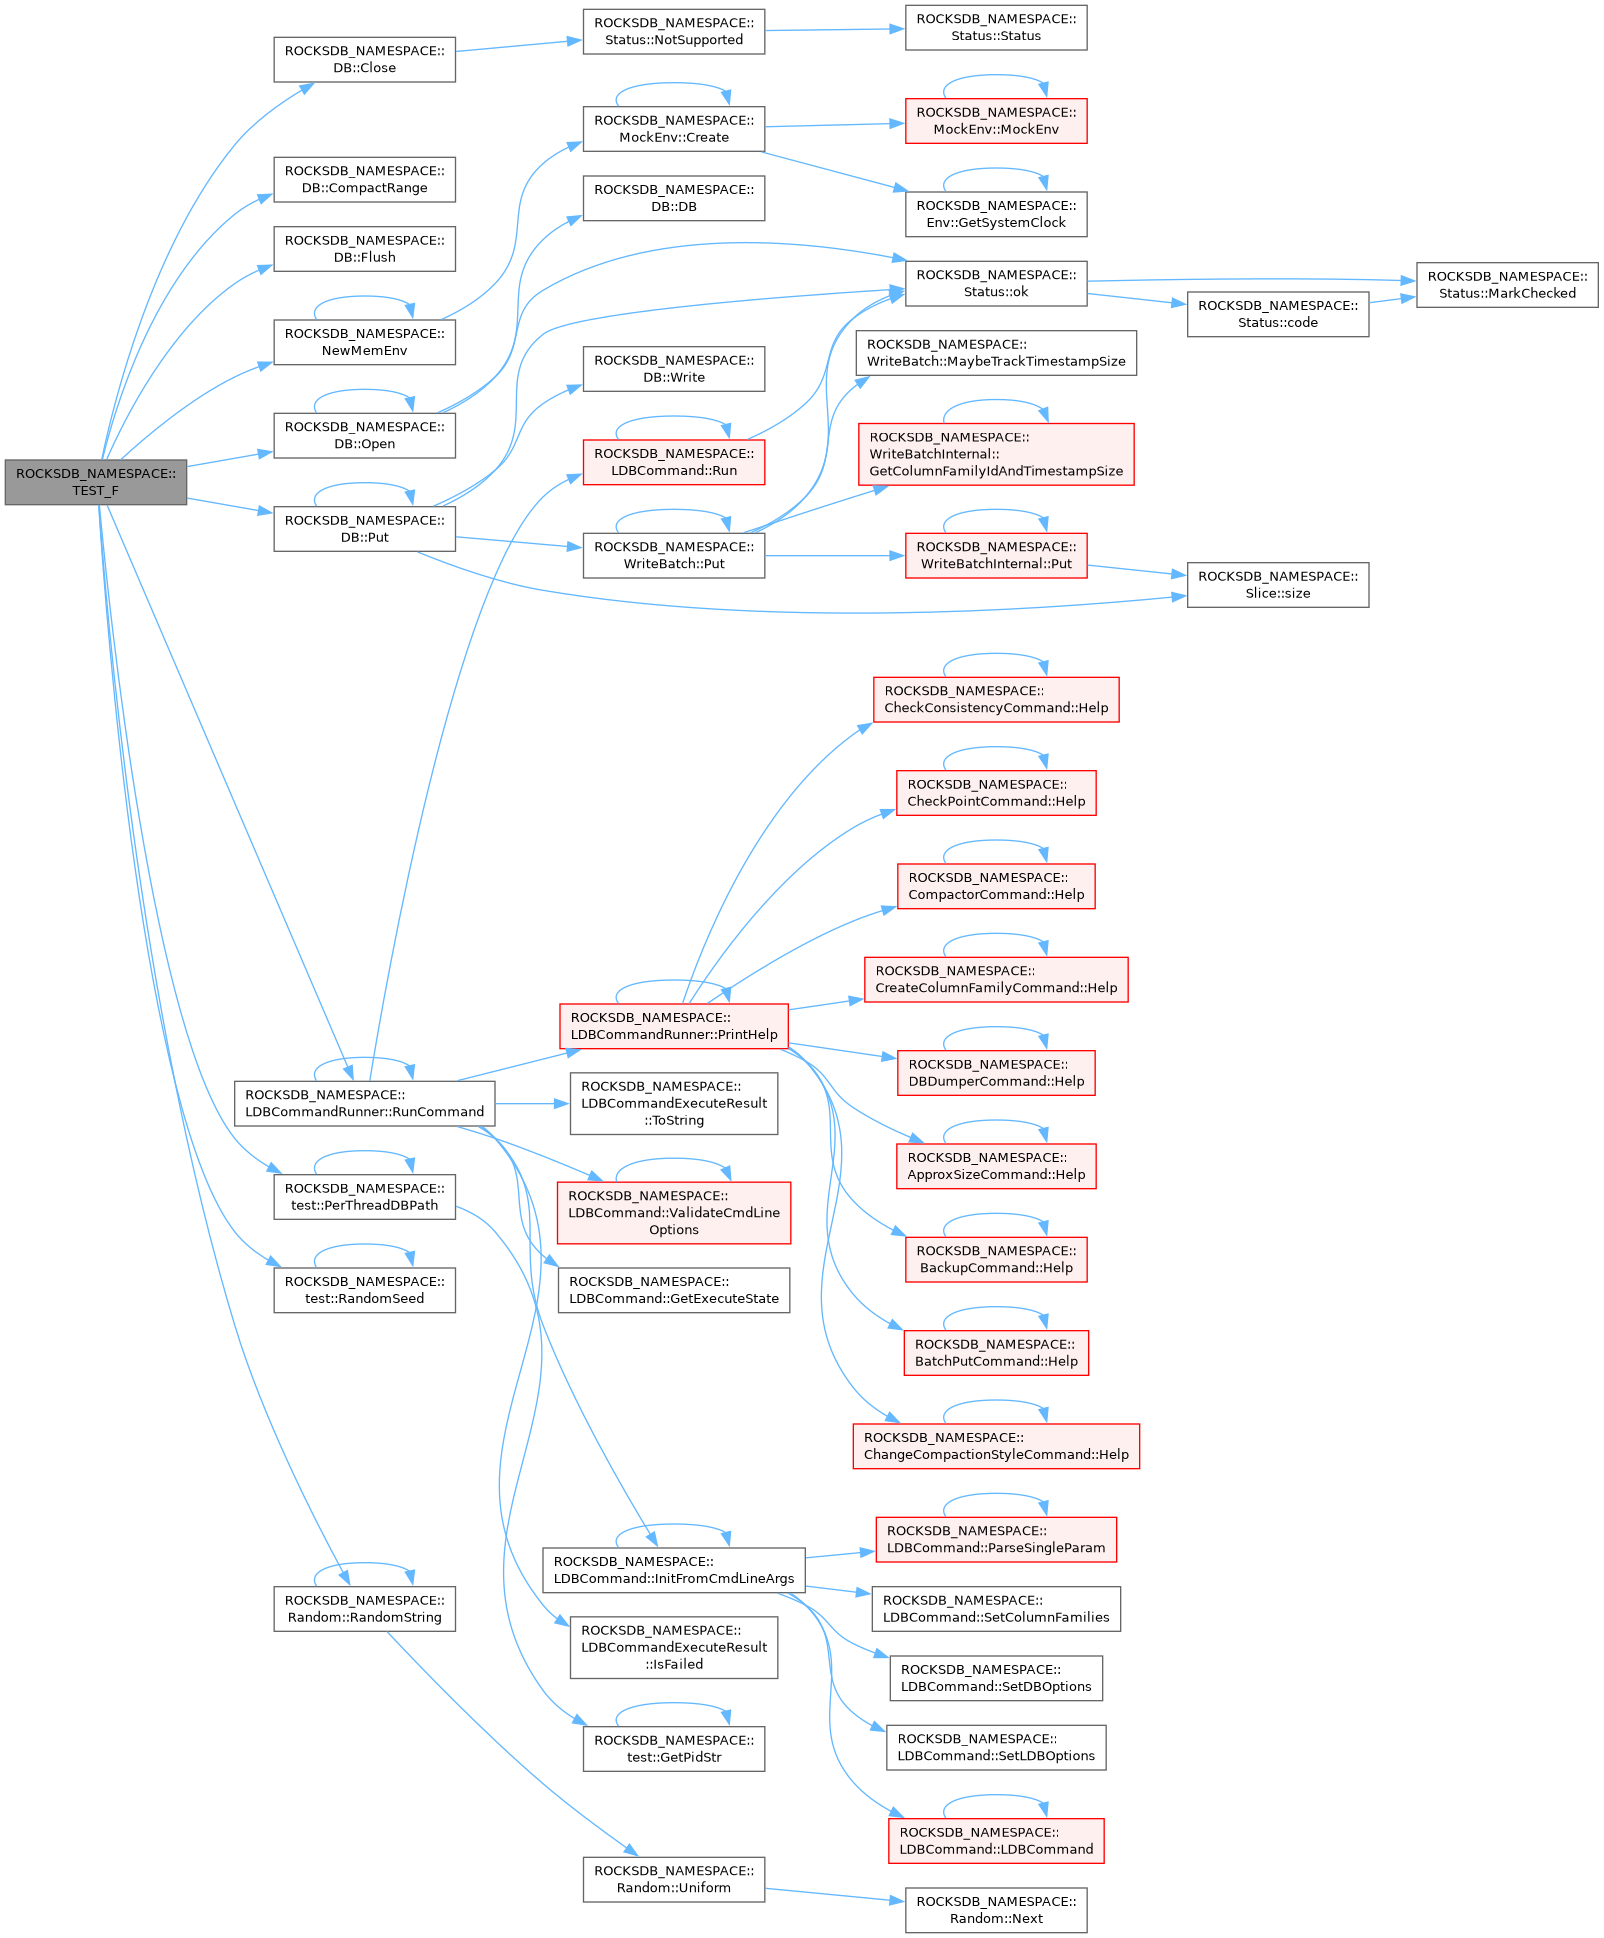 ROCKSDB_NAMESPACE::
TEST_F
ROCKSDB_NAMESPACE::
DB::Close
ROCKSDB_NAMESPACE::
DB::CompactRange
ROCKSDB_NAMESPACE::
DB::Flush
ROCKSDB_NAMESPACE::
NewMemEnv
ROCKSDB_NAMESPACE::
DB::Open
ROCKSDB_NAMESPACE::
DB::Put
ROCKSDB_NAMESPACE::
LDBCommandRunner::RunCommand
ROCKSDB_NAMESPACE::
test::PerThreadDBPath
ROCKSDB_NAMESPACE::
test::RandomSeed
ROCKSDB_NAMESPACE::
Random::RandomString
ROCKSDB_NAMESPACE::
Status::NotSupported
ROCKSDB_NAMESPACE::
MockEnv::Create
ROCKSDB_NAMESPACE::
DB::DB
ROCKSDB_NAMESPACE::
DB::Write
ROCKSDB_NAMESPACE::
LDBCommand::Run
ROCKSDB_NAMESPACE::
WriteBatch::Put
ROCKSDB_NAMESPACE::
LDBCommandRunner::PrintHelp
ROCKSDB_NAMESPACE::
LDBCommandExecuteResult
::ToString
ROCKSDB_NAMESPACE::
LDBCommand::ValidateCmdLine
Options
ROCKSDB_NAMESPACE::
LDBCommand::GetExecuteState
ROCKSDB_NAMESPACE::
LDBCommand::InitFromCmdLineArgs
ROCKSDB_NAMESPACE::
LDBCommandExecuteResult
::IsFailed
ROCKSDB_NAMESPACE::
test::GetPidStr
ROCKSDB_NAMESPACE::
Random::Uniform
ROCKSDB_NAMESPACE::
Status::Status
ROCKSDB_NAMESPACE::
MockEnv::MockEnv
ROCKSDB_NAMESPACE::
Env::GetSystemClock
ROCKSDB_NAMESPACE::
Status::ok
ROCKSDB_NAMESPACE::
WriteBatch::MaybeTrackTimestampSize
ROCKSDB_NAMESPACE::
WriteBatchInternal::
GetColumnFamilyIdAndTimestampSize
ROCKSDB_NAMESPACE::
WriteBatchInternal::Put
ROCKSDB_NAMESPACE::
CheckConsistencyCommand::Help
ROCKSDB_NAMESPACE::
CheckPointCommand::Help
ROCKSDB_NAMESPACE::
CompactorCommand::Help
ROCKSDB_NAMESPACE::
CreateColumnFamilyCommand::Help
ROCKSDB_NAMESPACE::
DBDumperCommand::Help
ROCKSDB_NAMESPACE::
ApproxSizeCommand::Help
ROCKSDB_NAMESPACE::
BackupCommand::Help
ROCKSDB_NAMESPACE::
BatchPutCommand::Help
ROCKSDB_NAMESPACE::
ChangeCompactionStyleCommand::Help
ROCKSDB_NAMESPACE::
LDBCommand::ParseSingleParam
ROCKSDB_NAMESPACE::
LDBCommand::SetColumnFamilies
ROCKSDB_NAMESPACE::
LDBCommand::SetDBOptions
ROCKSDB_NAMESPACE::
LDBCommand::SetLDBOptions
ROCKSDB_NAMESPACE::
LDBCommand::LDBCommand
ROCKSDB_NAMESPACE::
Random::Next
ROCKSDB_NAMESPACE::
Status::code
ROCKSDB_NAMESPACE::
Slice::size
ROCKSDB_NAMESPACE::
Status::MarkChecked